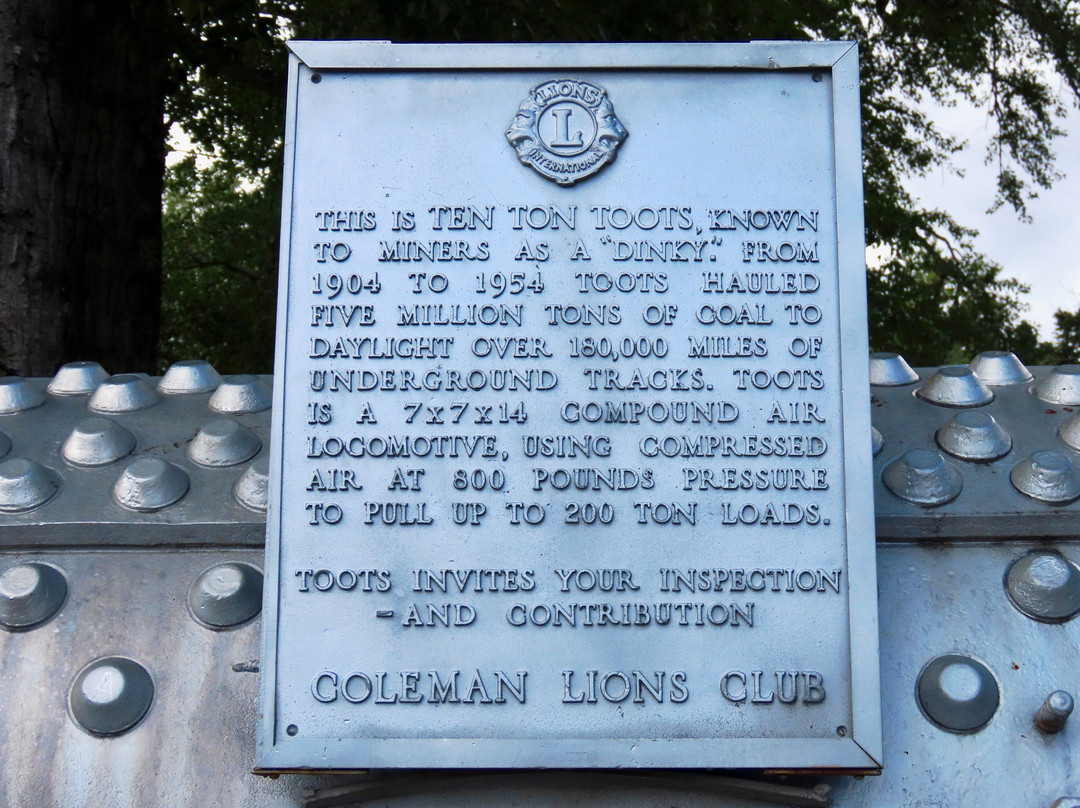 LIONS
L
INTERNATIONAL
THIS IS TEN TON TOOTS, KNOWN
TO MINERS AS A "DINKY". FROM
1904 TO 1954 TOOTS HAULED
FIVE MILLION TONS OF COAL TO
DAYLIGHT OVER 180,000 MILES OF
UNDERGROUND TRACKS. TOOTS
IS A 7x7x14 COMPOUND AIR
LOCOMOTIVE, USING COMPRESSED
AIR AT 800 POUNDS PRESSURE
TO PULL UP TO 200 TON LOADS.
TOOTS INVITES YOUR INSPECTION
-AND CONTRIBUTION
COLEMAN LIONS CLUB